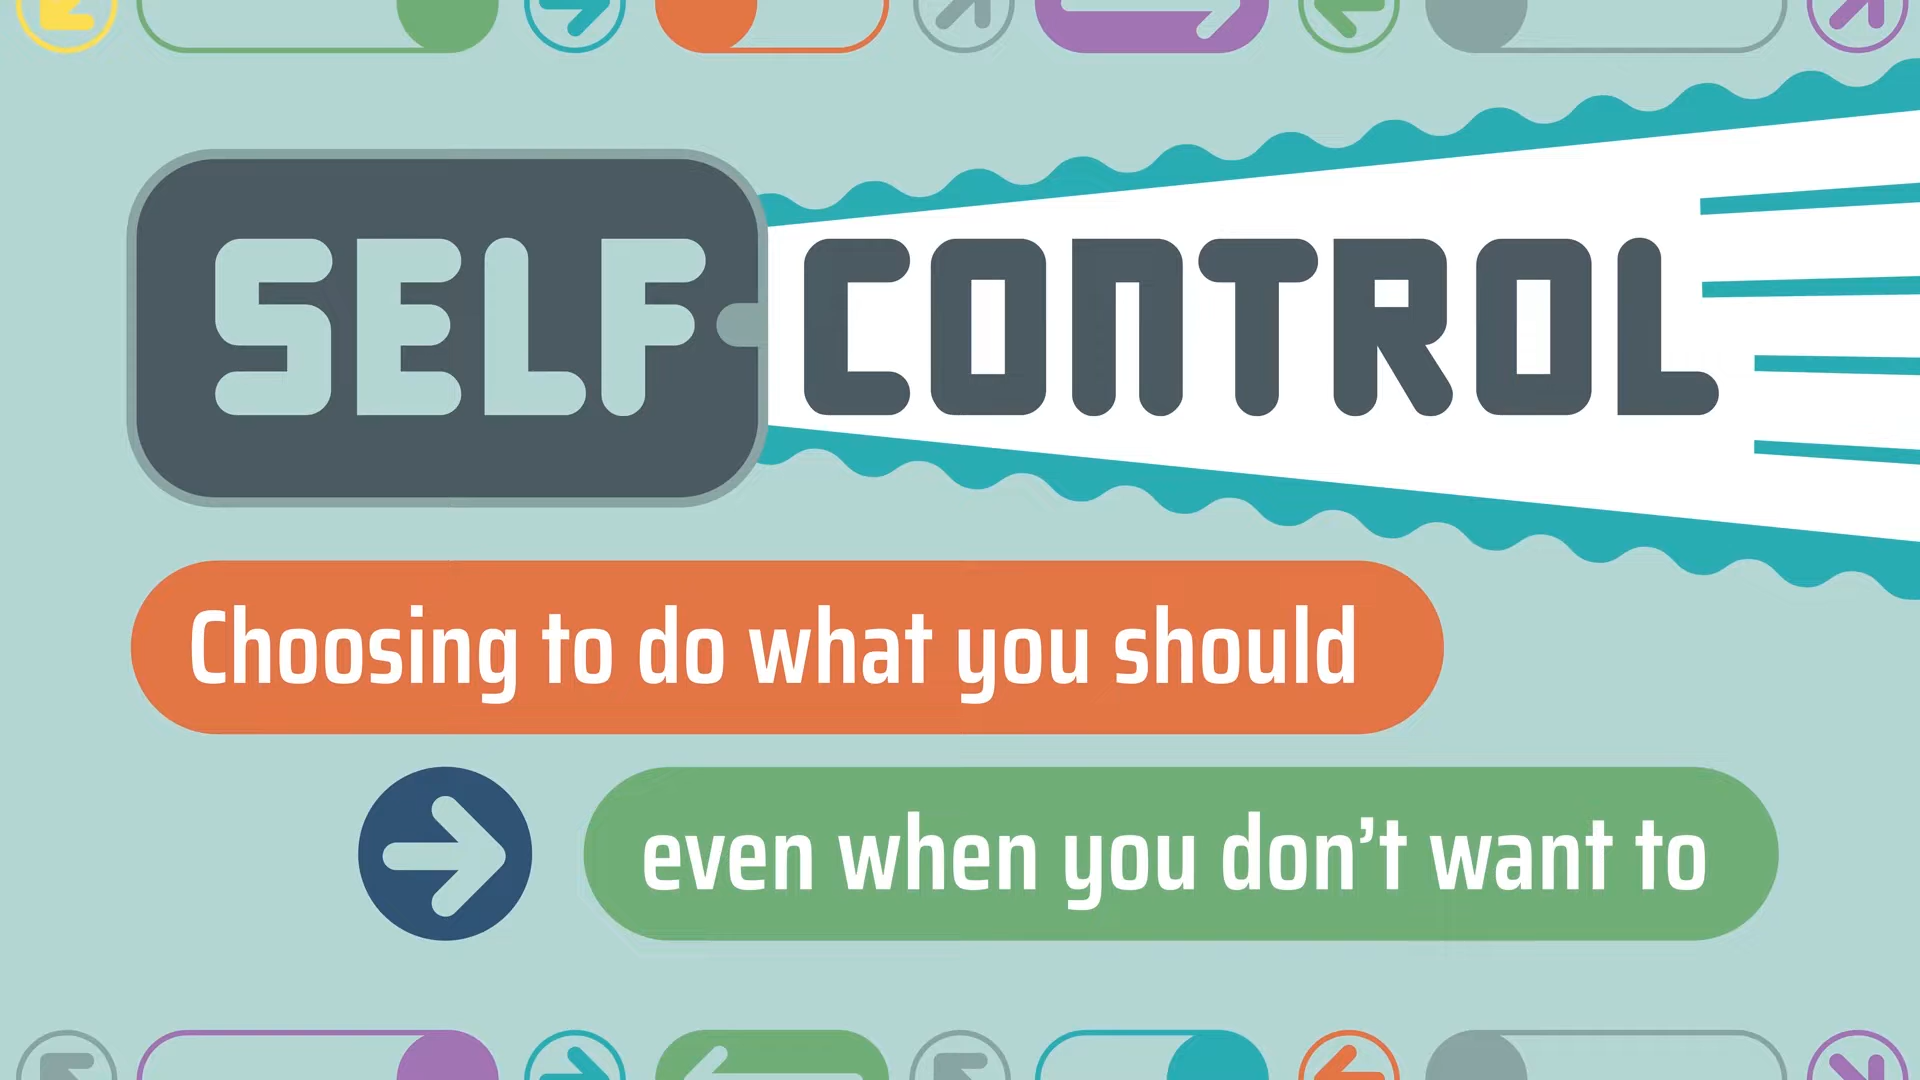 SELF CONTROL
Choosing to do what you should
even when you don’t want to